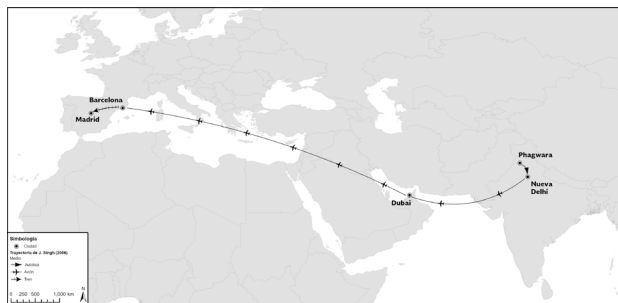 Barcelona
Madrid
Phagwara
Nueva
Delhi
Dubai
Simbología
Ciudad
Trayectoria de J. Singh (2006)
Medio
Autobús
Avión
Tren
N
0 250 500 1,000 km